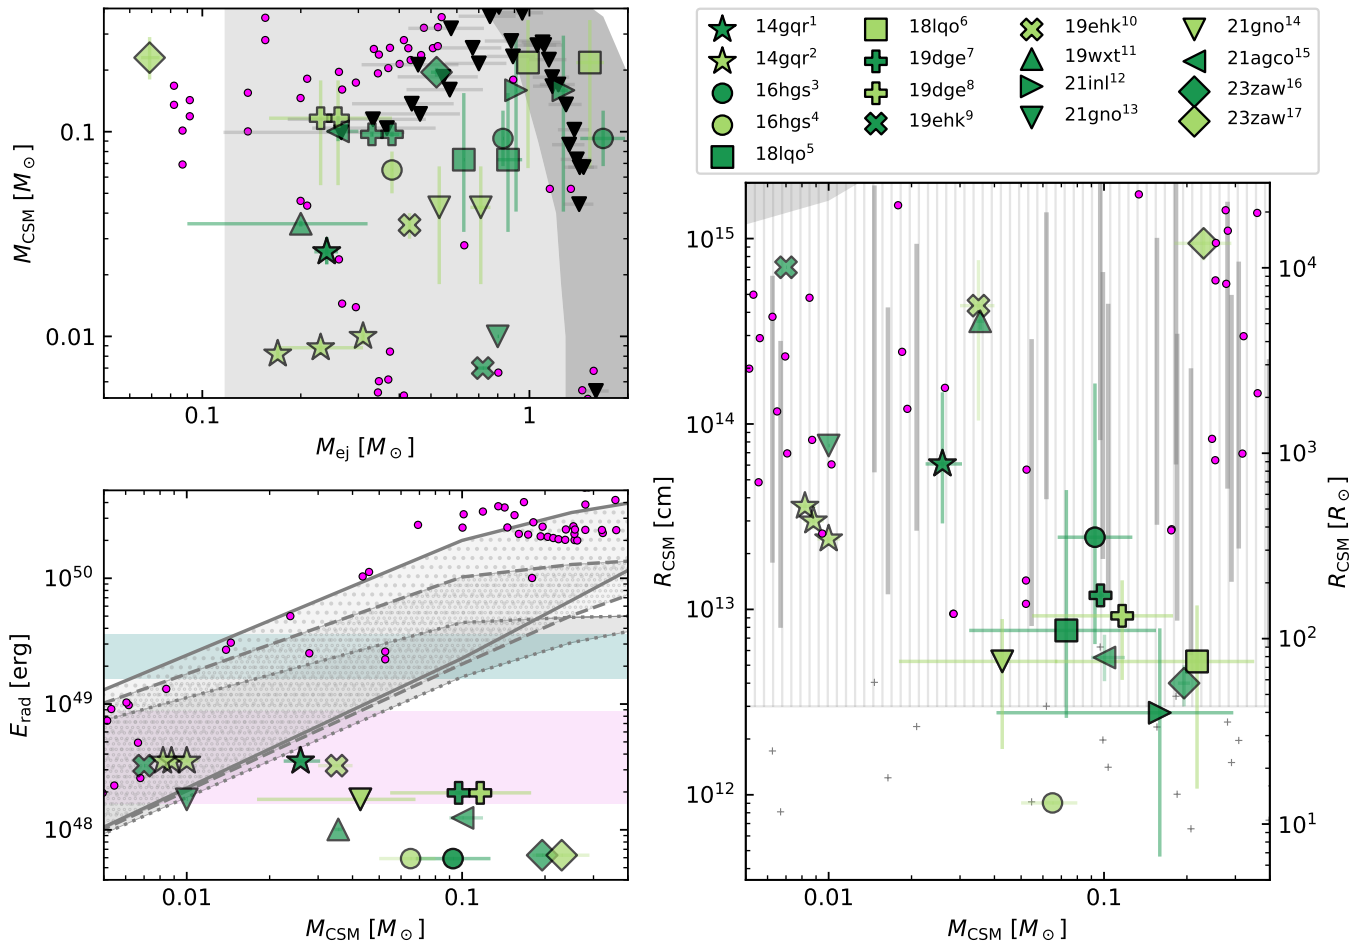 14gqr¹
14gqr²
16hgs³
16hgs⁴
18lqo⁵
18lqo⁶
19dge⁷
19dge⁸
19ehk⁹
19ehk¹⁰
19wxt¹¹
21inl¹²
21gno¹³
21gno¹⁴
21agco¹⁵
23zaw¹⁶
23zaw¹⁷
M_CSM [M_⊙]
0.1
0.01
0.1
1
M_ej [M_⊙]
E_rad [erg]
10⁵⁰
10⁴⁹
10⁴⁸
0.01
0.1
M_CSM [M_⊙]
R_CSM [cm]
10¹⁵
10¹⁴
10¹³
10¹²
0.01
0.1
M_CSM [M_⊙]
10⁴
10³
10²
10¹
R_CSM [R_⊙]